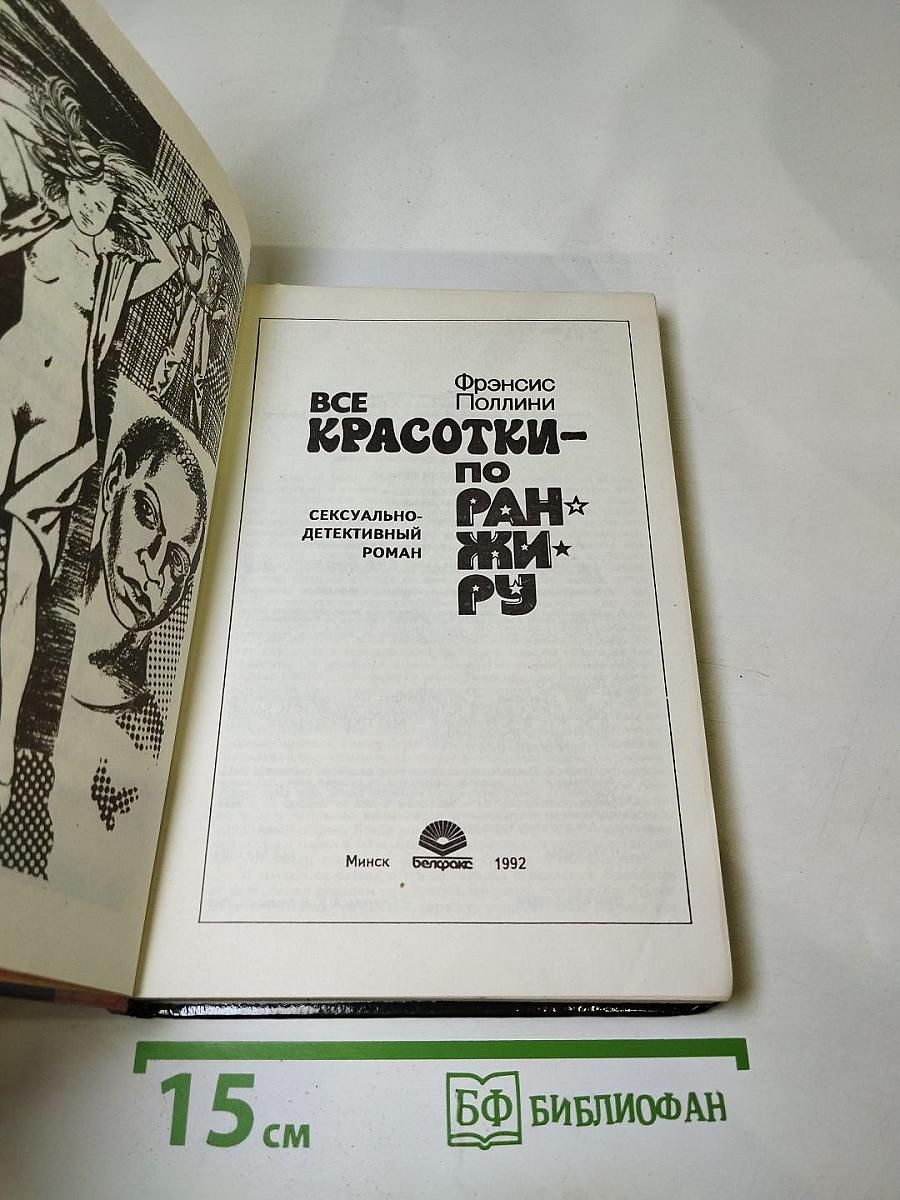 Фрэнсис
Поллини
ВСЕ
КРАСОТКИ–
ПО
РАН
ЖИ
РУ
СЕКСУАЛЬНО-
ДЕТЕКТИВНЫЙ
РОМАН
Минск белфакс 1992
15 см
БФ БИБЛИОФАН